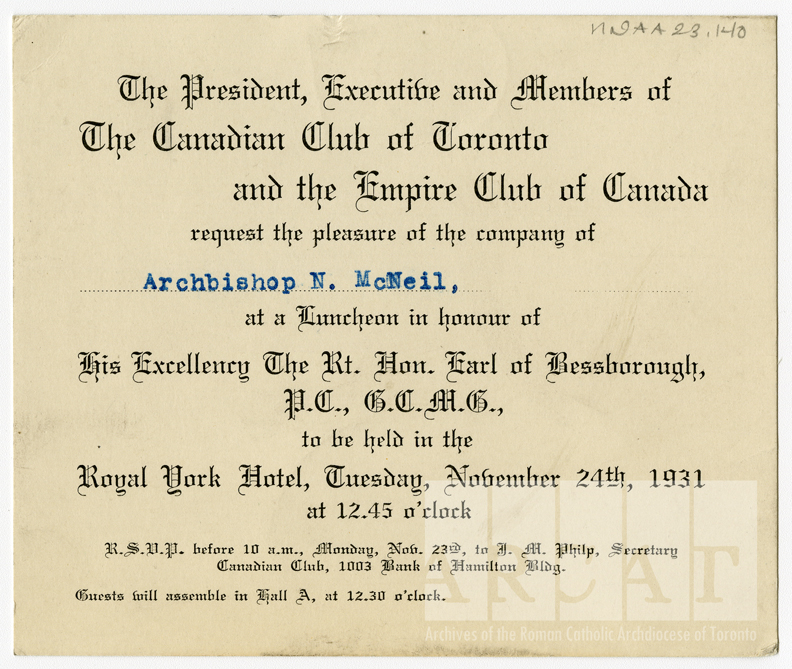 MNAA23.140
The President, Executive and Members of
The Canadian Club of Toronto
and the Empire Club of Canada
request the pleasure of the company of
Archbishop N. McNeil,
at a Luncheon in honour of
His Excellency The Rt. Hon. Earl of Bessborough,
P.C., G.C.M.G.,
to be held in the
Royal York Hotel, Tuesday, November 24th, 1931
at 12.45 o'clock
R.S.V.P. before 10 a.m., Monday, Nov. 23rd, to J. M. Philp, Secretary
Canadian Club, 1003 Bank of Hamilton Bldg.
Guests will assemble in Hall A, at 12.30 o'clock.
ARCAT
Archives of the Roman Catholic Archdiocese of Toronto